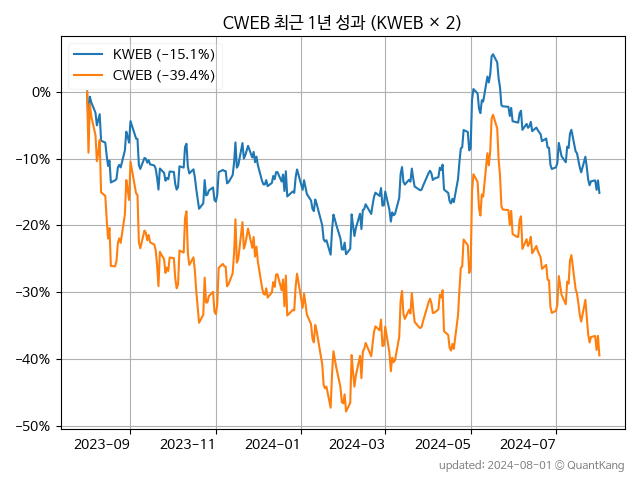 CWEB 최근 1년 성과 (KWEB × 2)
KWEB (−15.1%)
CWEB (−39.4%)
0%
−10%
−20%
−30%
−40%
−50%
2023-09 2023-11 2024-01 2024-03 2024-05 2024-07
updated: 2024-08-01 © QuantKang